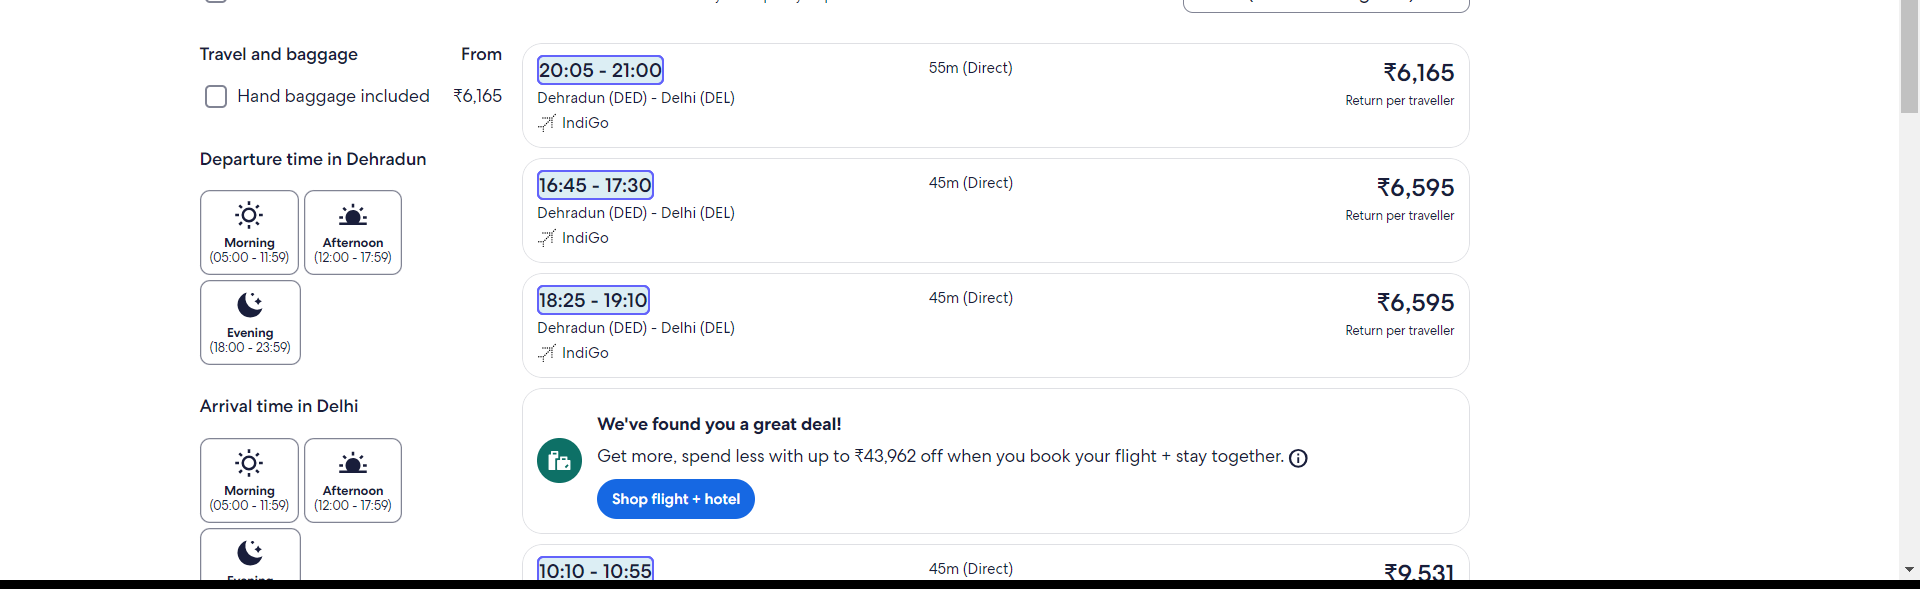 Travel and baggage From
Hand baggage included ₹6,165
Departure time in Dehradun
Morning
(05:00 - 11:59)
Afternoon
(12:00 - 17:59)
Evening
(18:00 - 23:59)
Arrival time in Delhi
Morning
(05:00 - 11:59)
Afternoon
(12:00 - 17:59)
Evening
20:05 - 21:00
55m (Direct)
₹6,165
Dehradun (DED) - Delhi (DEL)
Return per traveller
IndiGo
16:45 - 17:30
45m (Direct)
₹6,595
Dehradun (DED) - Delhi (DEL)
Return per traveller
IndiGo
18:25 - 19:10
45m (Direct)
₹6,595
Dehradun (DED) - Delhi (DEL)
Return per traveller
IndiGo
We've found you a great deal!
Get more, spend less with up to ₹43,962 off when you book your flight + stay together.
Shop flight + hotel
10:10 - 10:55
45m (Direct)
₹9,531